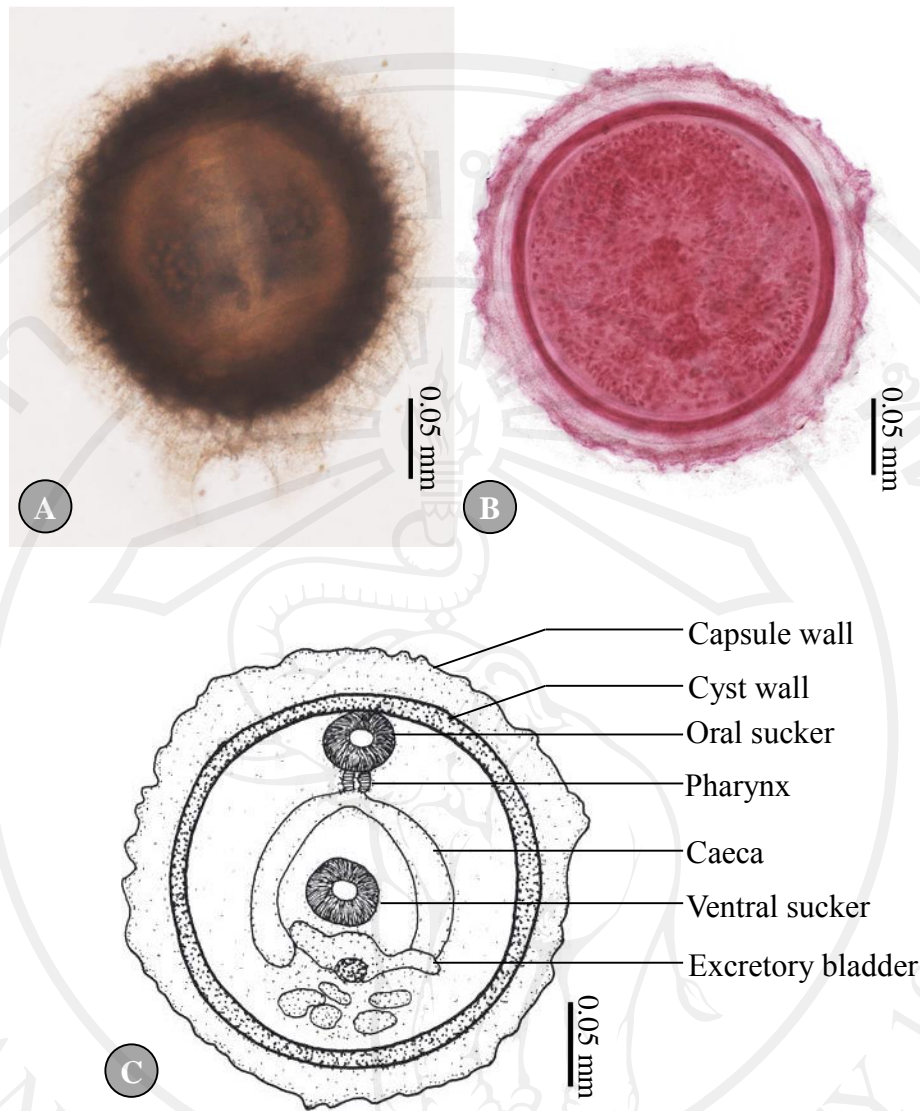 0.05 mm
A
0.05 mm
B
Capsule wall
Cyst wall
Oral sucker
Pharynx
Caeca
Ventral sucker
Excretory bladder
0.05 mm
C